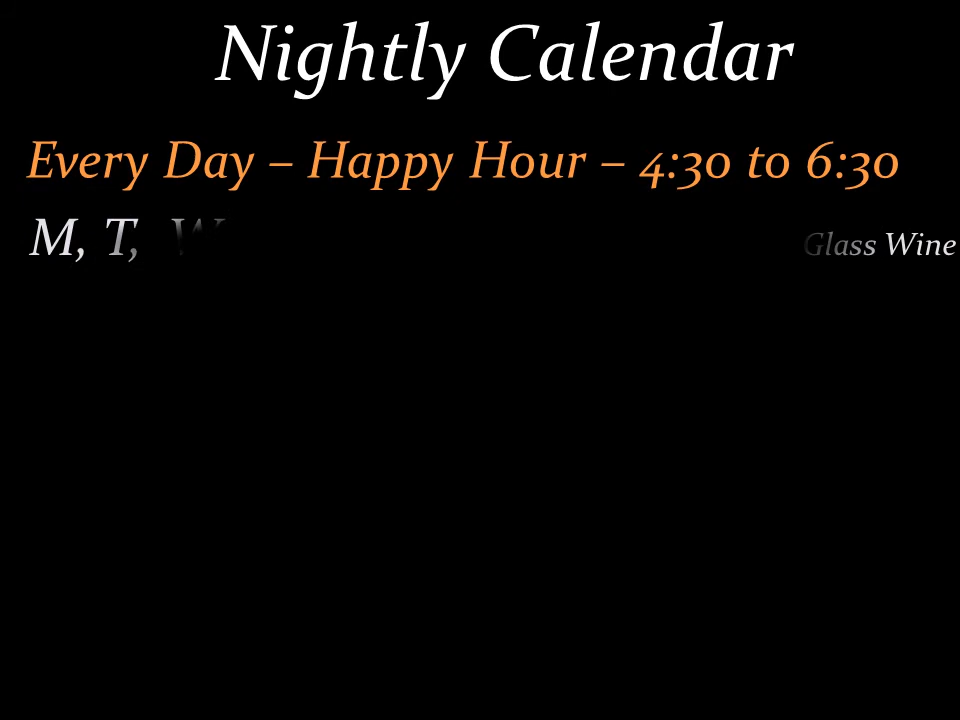 Nightly Calendar
Every Day – Happy Hour – 4:30 to 6:30
M, T, W
Glass Wine